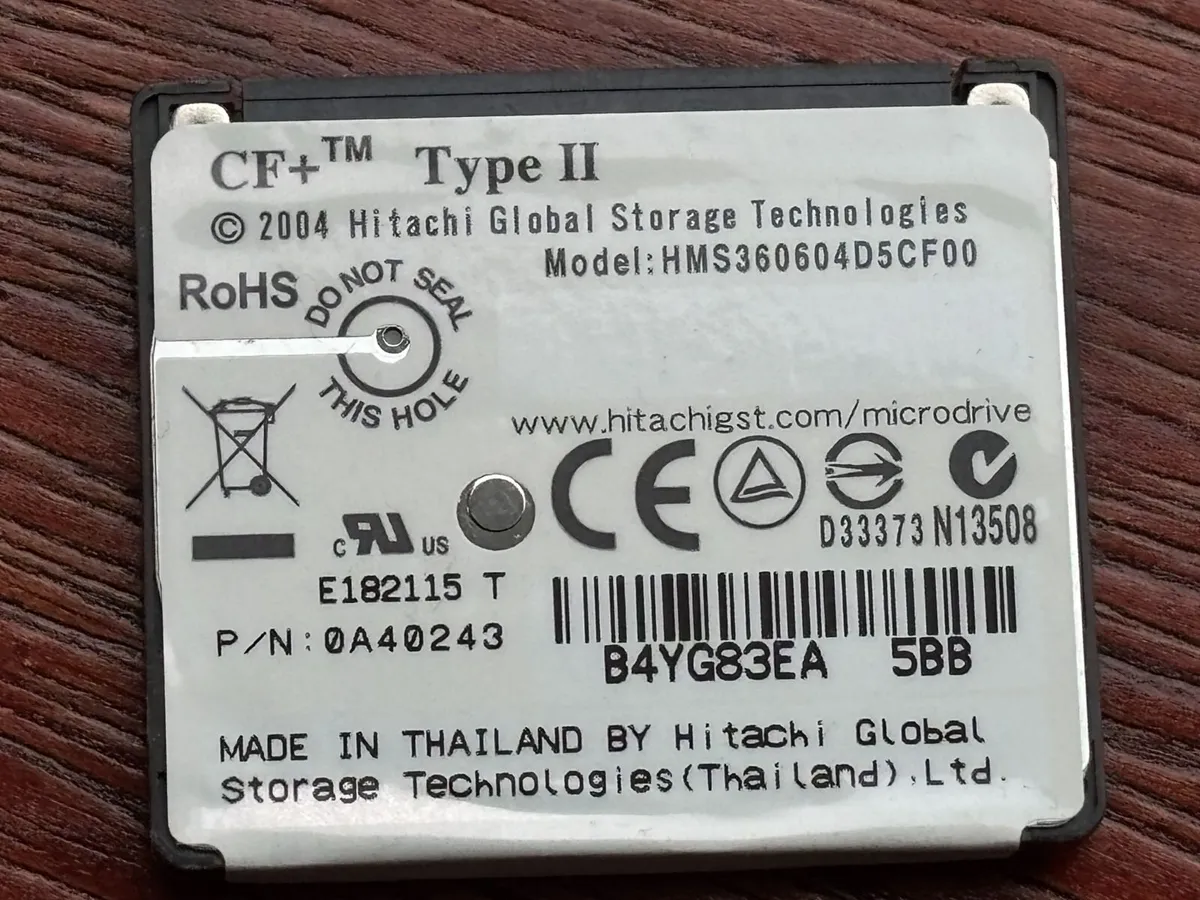 CF+™ Type II
© 2004 Hitachi Global Storage Technologies
Model:HMS360604D5CF00
RoHS
DO NOT SEAL
THIS HOLE
www.hitachigst.com/microdrive
CE
D33373 N13508
c RU US
E182115 T
P/N:0A40243
B4YG83EA 5BB
MADE IN THAILAND BY Hitachi Global
Storage Technologies(Thailand).Ltd.